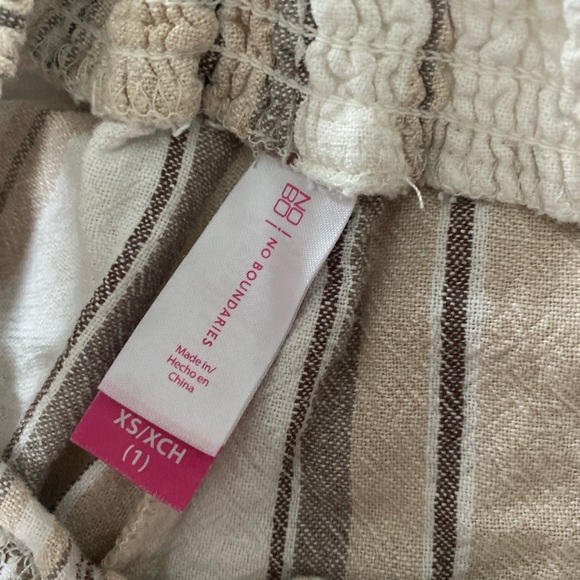 NO
BO
NO BOUNDARIES
Made in/
Hecho en
China
XS/XCH
(1)